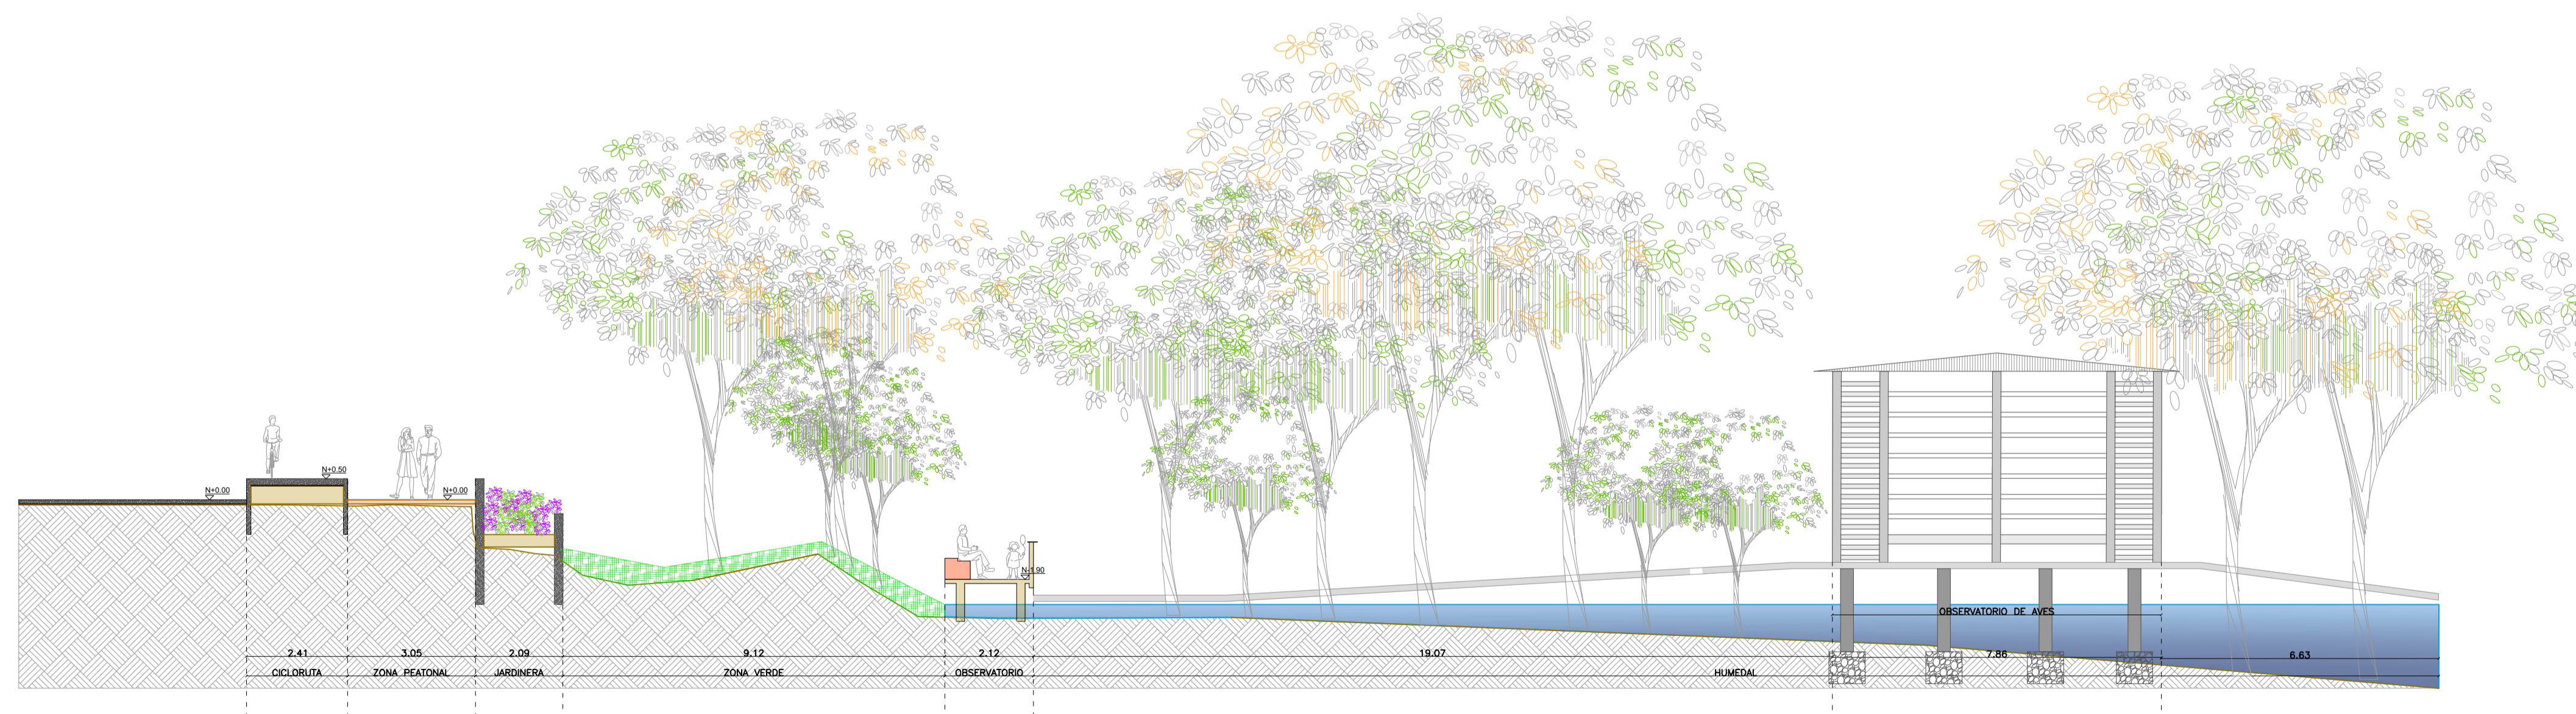 N+0.00
N+0.50
N+0.00
N-1.90
OBSERVATORIO DE AVES
2.41 3.05 2.09 9.12 2.12 19.07 7.86 6.63
CICLORUTA ZONA PEATONAL JARDINERA ZONA VERDE OBSERVATORIO HUMEDAL